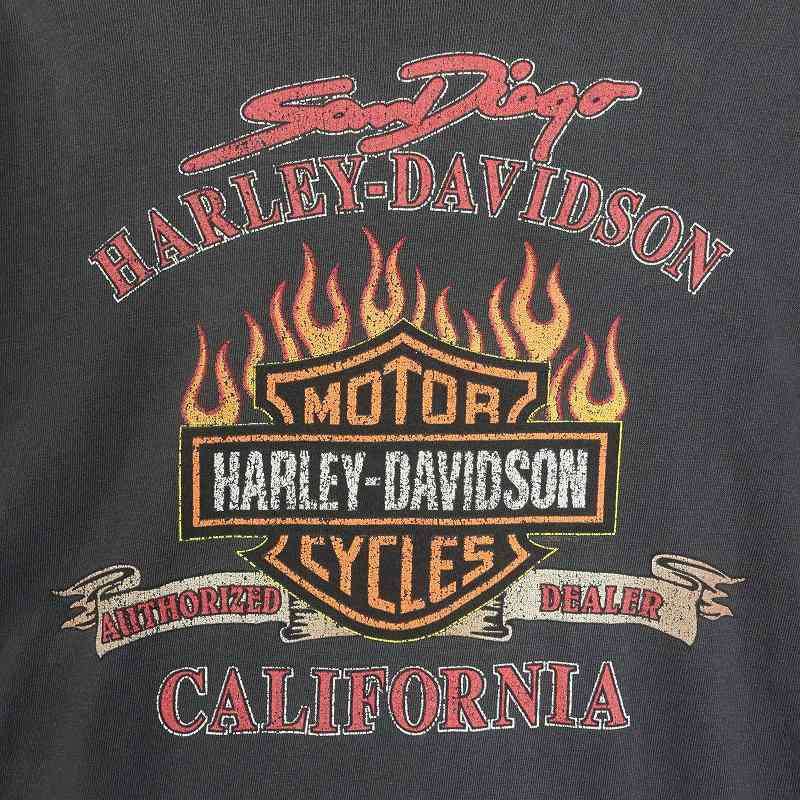 San Diego
HARLEY-DAVIDSON
MOTOR
HARLEY-DAVIDSON
CYCLES
AUTHORIZED DEALER
CALIFORNIA